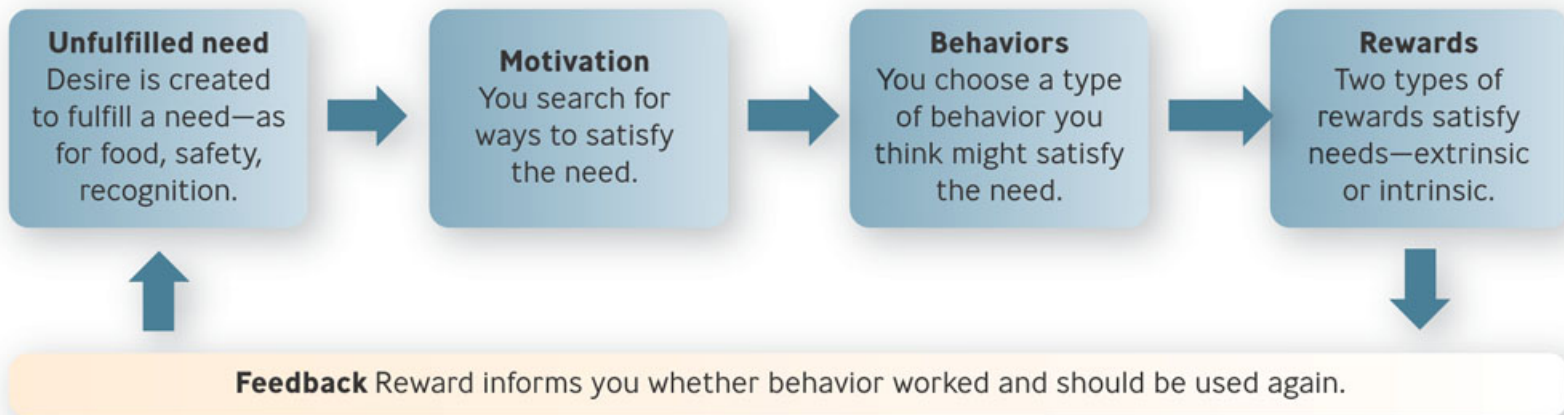 Unfulfilled need
Desire is created
to fulfill a need—as
for food, safety,
recognition.
Motivation
You search for
ways to satisfy
the need.
Behaviors
You choose a type
of behavior you
think might satisfy
the need.
Rewards
Two types of
rewards satisfy
needs—extrinsic
or intrinsic.
Feedback Reward informs you whether behavior worked and should be used again.